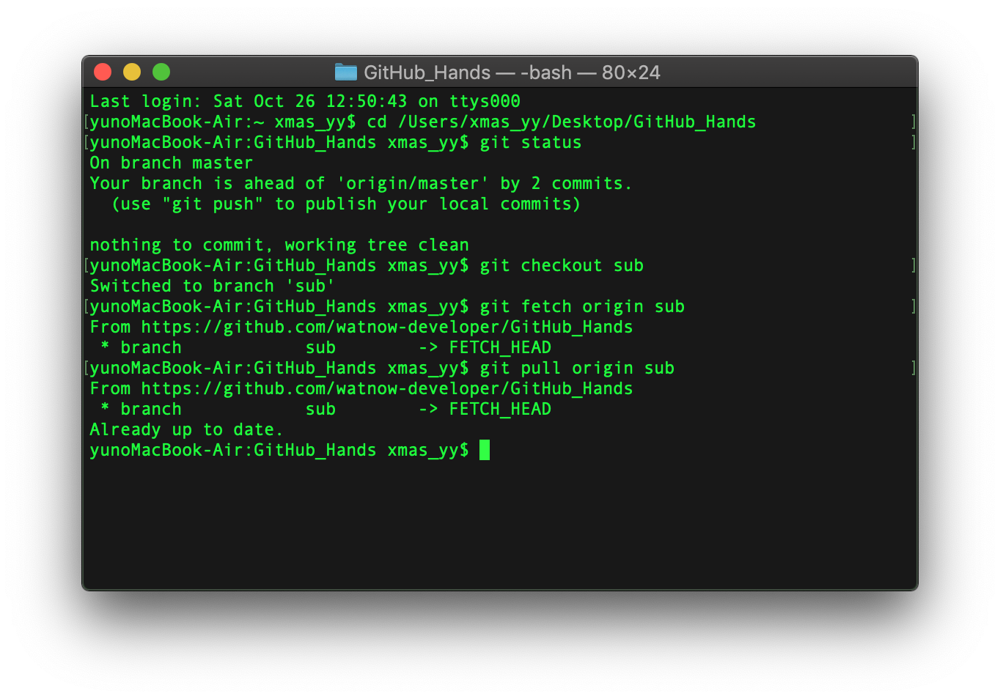 GitHub_Hands — -bash — 80×24
Last login: Sat Oct 26 12:50:43 on ttys000
[yunoMacBook-Air:~ xmas_yy$ cd /Users/xmas_yy/Desktop/GitHub_Hands ]
[yunoMacBook-Air:GitHub_Hands xmas_yy$ git status ]
On branch master
Your branch is ahead of 'origin/master' by 2 commits.
  (use "git push" to publish your local commits)

nothing to commit, working tree clean
[yunoMacBook-Air:GitHub_Hands xmas_yy$ git checkout sub ]
Switched to branch 'sub'
[yunoMacBook-Air:GitHub_Hands xmas_yy$ git fetch origin sub ]
From https://github.com/watnow-developer/GitHub_Hands
 * branch            sub        -> FETCH_HEAD
[yunoMacBook-Air:GitHub_Hands xmas_yy$ git pull origin sub ]
From https://github.com/watnow-developer/GitHub_Hands
 * branch            sub        -> FETCH_HEAD
Already up to date.
yunoMacBook-Air:GitHub_Hands xmas_yy$